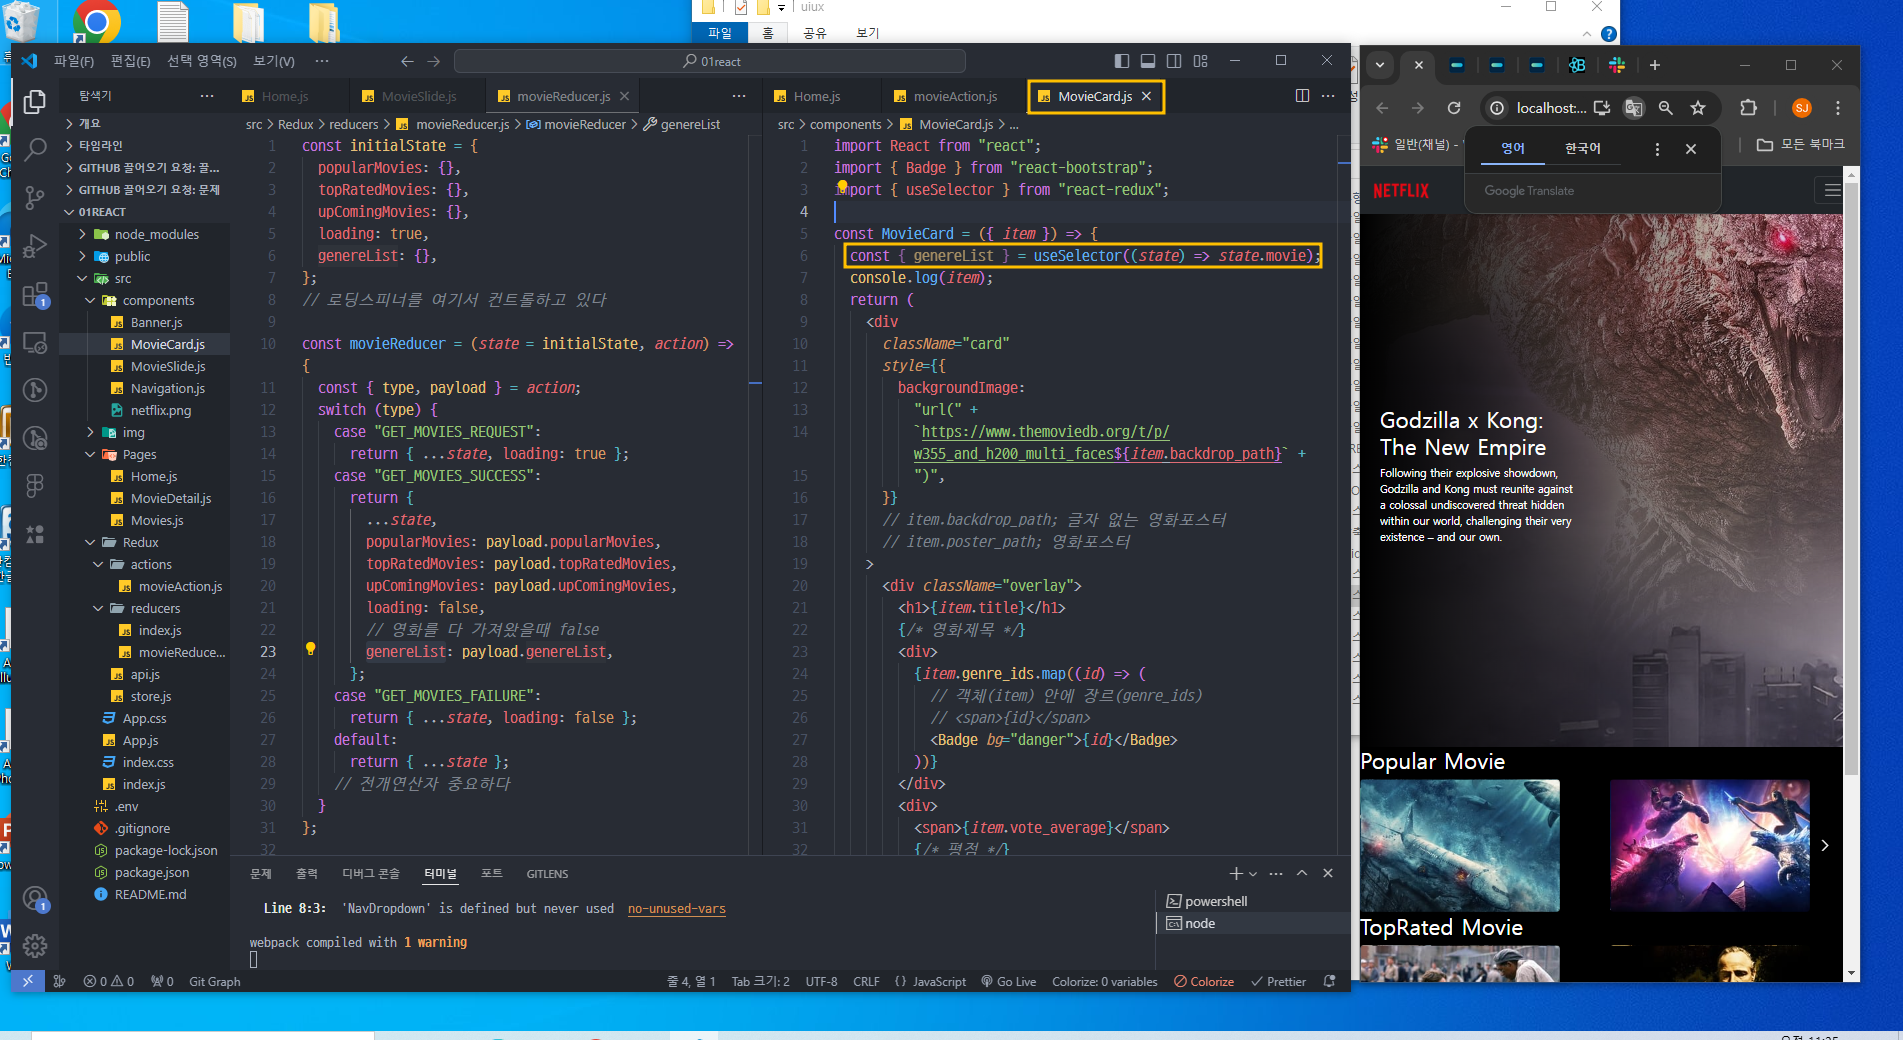 uiux
파일
홈
공유
보기
파일(F)
편집(E)
선택 영역(S)
보기(V)
01react
탐색기
개요
타임라인
GITHUB 끌어오기 요청: 끌...
GITHUB 끌어오기 요청: 문제
01REACT
node_modules
public
src
components
Banner.js
MovieCard.js
MovieSlide.js
Navigation.js
netflix.png
img
Pages
Home.js
MovieDetail.js
Movies.js
Redux
actions
movieAction.js
reducers
index.js
movieReduce...
api.js
store.js
App.css
App.js
index.css
index.js
.env
.gitignore
package-lock.json
package.json
README.md
Home.js
MovieSlide.js
movieReducer.js
src > Redux > reducers > movieReducer.js > movieReducer > genereList
1 const initialState = {
2 popularMovies: {},
3 topRatedMovies: {},
4 upComingMovies: {},
5 loading: true,
6 genereList: {},
7 };
8 // 로딩스피너를 여기서 컨트롤하고 있다
9
10 const movieReducer = (state = initialState, action) =>
{
11 const { type, payload } = action;
12 switch (type) {
13 case "GET_MOVIES_REQUEST":
14 return { ...state, loading: true };
15 case "GET_MOVIES_SUCCESS":
16 return {
17 ...state,
18 popularMovies: payload.popularMovies,
19 topRatedMovies: payload.topRatedMovies,
20 upComingMovies: payload.upComingMovies,
21 loading: false,
22 // 영화를 다 가져왔을때 false
23 genereList: payload.genereList,
24 };
25 case "GET_MOVIES_FAILURE":
26 return { ...state, loading: false };
27 default:
28 return { ...state };
29 // 전개연산자 중요하다
30 }
31 };
32
Home.js
movieAction.js
MovieCard.js
src > components > MovieCard.js > ...
1 import React from "react";
2 import { Badge } from "react-bootstrap";
3 import { useSelector } from "react-redux";
4
5 const MovieCard = ({ item }) => {
6 const { genereList } = useSelector((state) => state.movie);
7 console.log(item);
8 return (
9 <div
10 className="card"
11 style={{
12 backgroundImage:
13 "url(" +
14 `https://www.themoviedb.org/t/p/
w355_and_h200_multi_faces${item.backdrop_path}` +
15 ")",
16 }}
17 // item.backdrop_path; 글자 없는 영화포스터
18 // item.poster_path; 영화포스터
19 >
20 <div className="overlay">
21 <h1>{item.title}</h1>
22 {/* 영화제목 */}
23 <div>
24 {item.genre_ids.map((id) => (
25 // 객체(item) 안에 장르(genre_ids)
26 // <span>{id}</span>
27 <Badge bg="danger">{id}</Badge>
28 ))}
29 </div>
30 <div>
31 <span>{item.vote_average}</span>
32 {/* 평점 */}
문제
출력
디버그 콘솔
터미널
포트
GITLENS
Line 8:3: 'NavDropdown' is defined but never used no-unused-vars
webpack compiled with 1 warning
powershell
node
0 0
0
Git Graph
줄 4, 열 1
Tab 크기: 2
UTF-8
CRLF
{} JavaScript
Go Live
Colorize: 0 variables
Colorize
Prettier
localhost:...
SJ
일반(채널) -
모든 북마크
영어
한국어
Google Translate
NETFLIX
Godzilla x Kong:
The New Empire
Following their explosive showdown,
Godzilla and Kong must reunite against
a colossal undiscovered threat hidden
within our world, challenging their very
existence – and our own.
Popular Movie
TopRated Movie